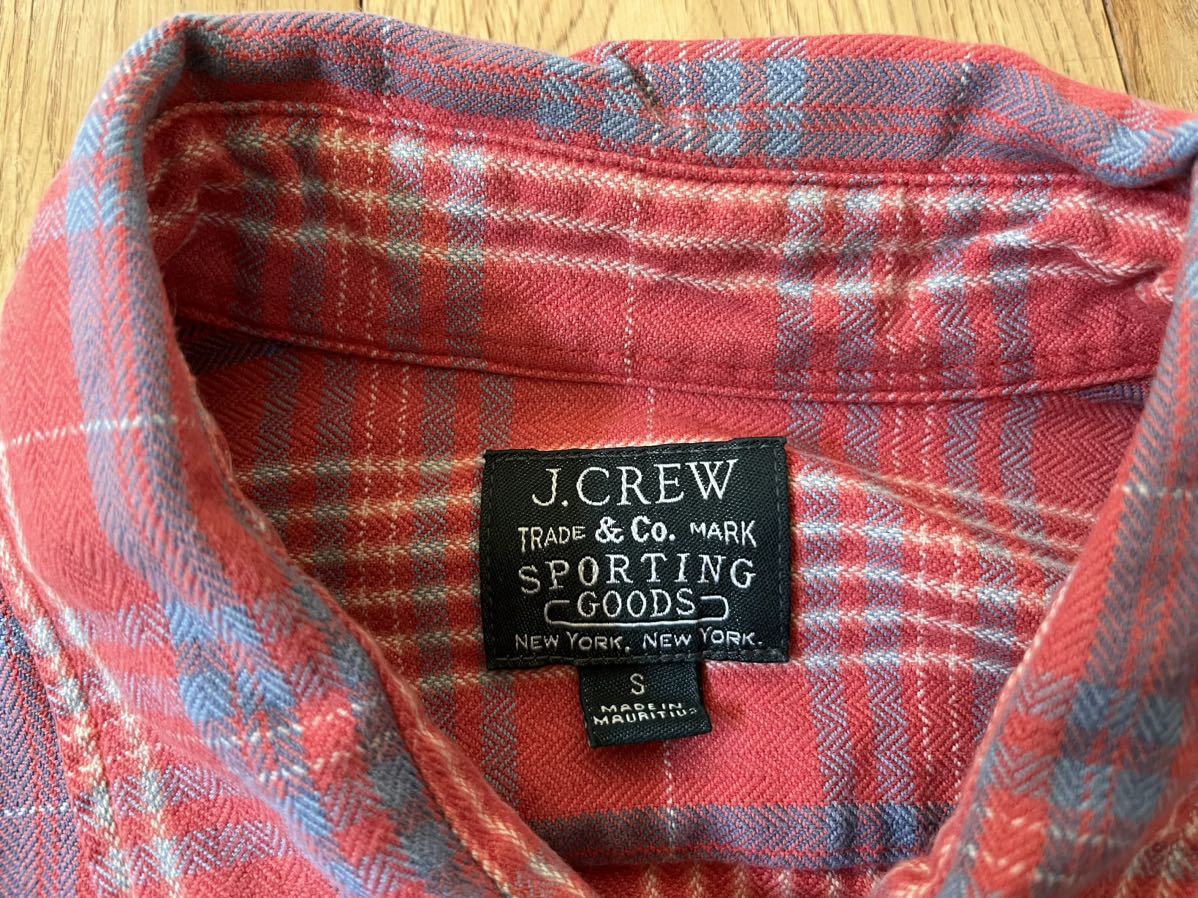 J.CREW
TRADE & Co. MARK
SPORTING
GOODS
NEW YORK, NEW YORK.
S
MADE IN
MAURITIUS